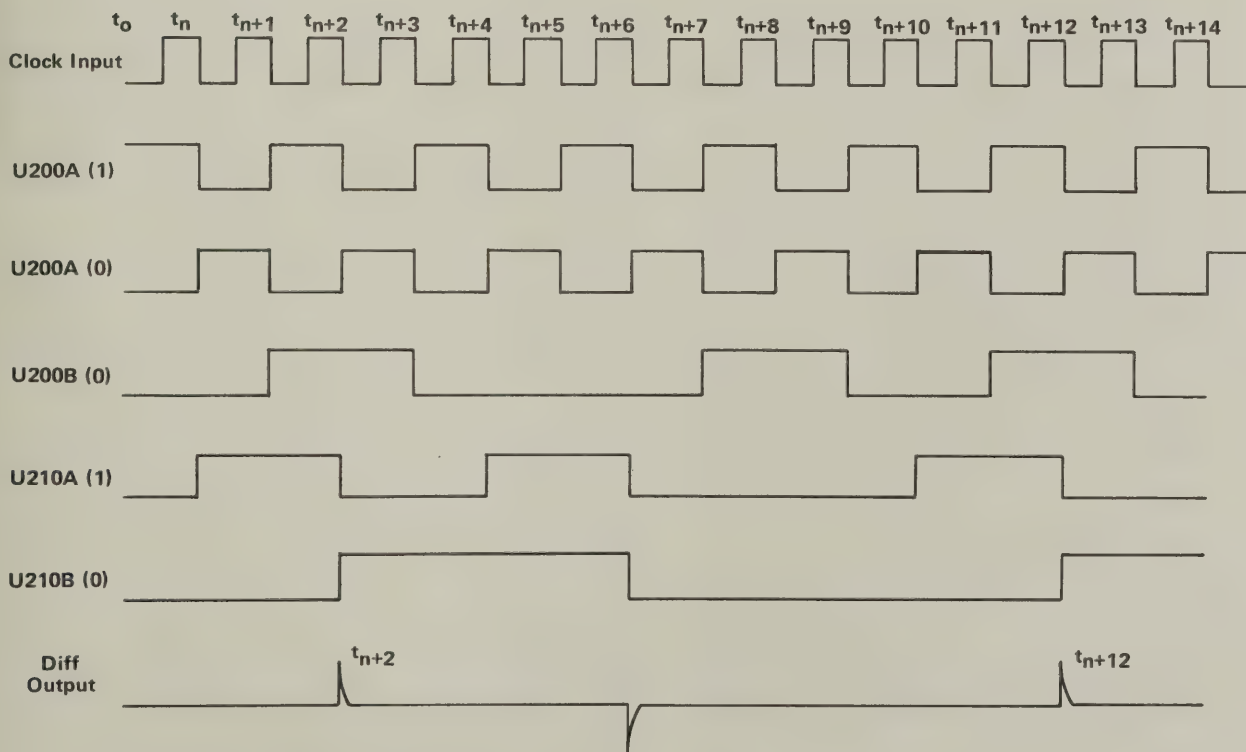 to tn tn+1 tn+2 tn+3 tn+4 tn+5 tn+6 tn+7 tn+8 tn+9 tn+10 tn+11 tn+12 tn+13 tn+14
Clock Input
U200A (1)
U200A (0)
U200B (0)
U210A (1)
U210B (0)
Diff
Output
tn+2
tn+12